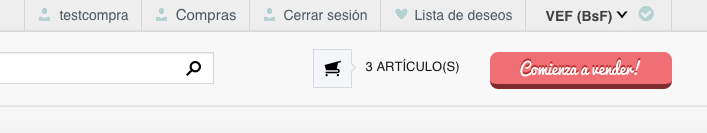 testcompra Compras Cerrar sesión Lista de deseos VEF (BsF)
3 ARTÍCULO(S) Comienza a vender!